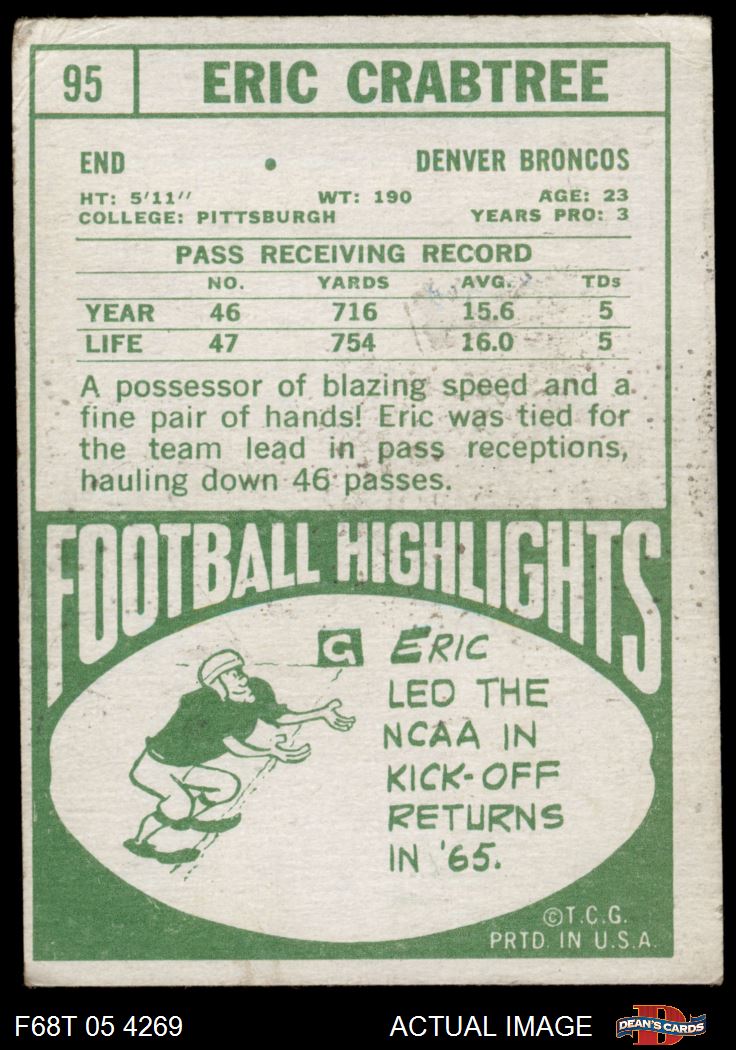 95 ERIC CRABTREE
END • DENVER BRONCOS
HT: 5'11" WT: 190 AGE: 23
COLLEGE: PITTSBURGH YEARS PRO: 3
PASS RECEIVING RECORD
NO. YARDS AVG. TDs
YEAR 46 716 15.6 5
LIFE 47 754 16.0 5
A possessor of blazing speed and a
fine pair of hands! Eric was tied for
the team lead in pass receptions,
hauling down 46 passes.
FOOTBALL HIGHLIGHTS
G
ERIC
LED THE
NCAA IN
KICK-OFF
RETURNS
IN '65.
©T.C.G.
PRTD. IN U.S.A.
F68T 05 4269 ACTUAL IMAGE D DEAN'S CARDS